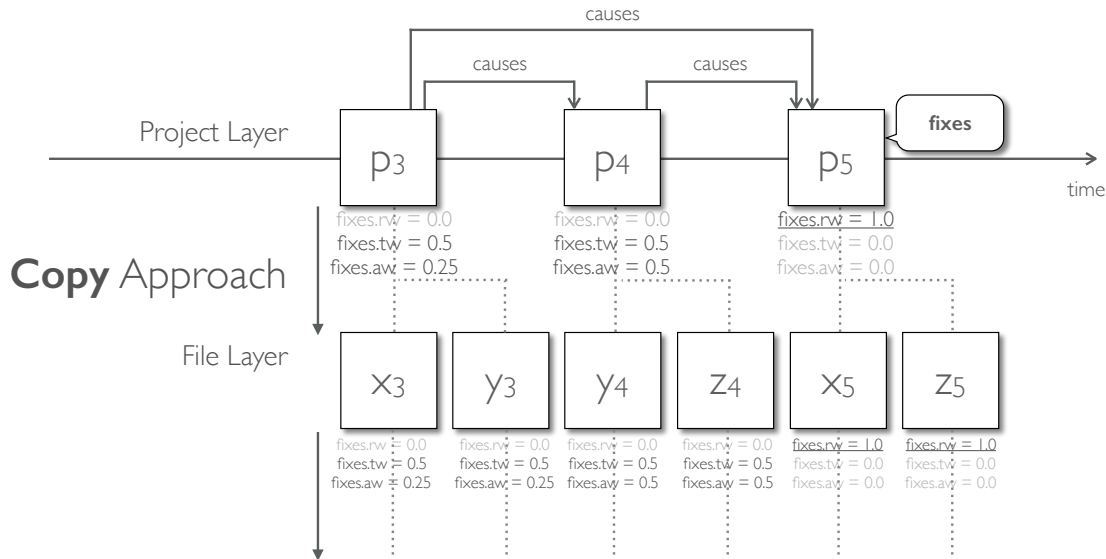 causes
causes
causes
Project Layer
p3
p4
p5
fixes
time
fixes.rw = 0.0
fixes.tw = 0.5
fixes.aw = 0.25
fixes.rw = 0.0
fixes.tw = 0.5
fixes.aw = 0.5
fixes.rw = 1.0
fixes.tw = 0.0
fixes.aw = 0.0
Copy Approach
File Layer
x3
y3
y4
z4
x5
z5
fixes.rw = 0.0
fixes.tw = 0.5
fixes.aw = 0.25
fixes.rw = 0.0
fixes.tw = 0.5
fixes.aw = 0.25
fixes.rw = 0.0
fixes.tw = 0.5
fixes.aw = 0.5
fixes.rw = 0.0
fixes.tw = 0.5
fixes.aw = 0.5
fixes.rw = 1.0
fixes.tw = 0.0
fixes.aw = 0.0
fixes.rw = 1.0
fixes.tw = 0.0
fixes.aw = 0.0